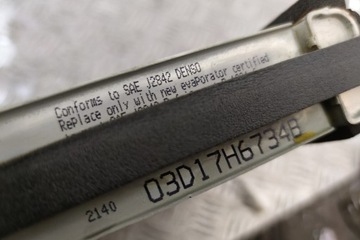 Conforms to SAE J2842 DENSO
RePlace only with new evaPorator certified
2140
03D17H6734B